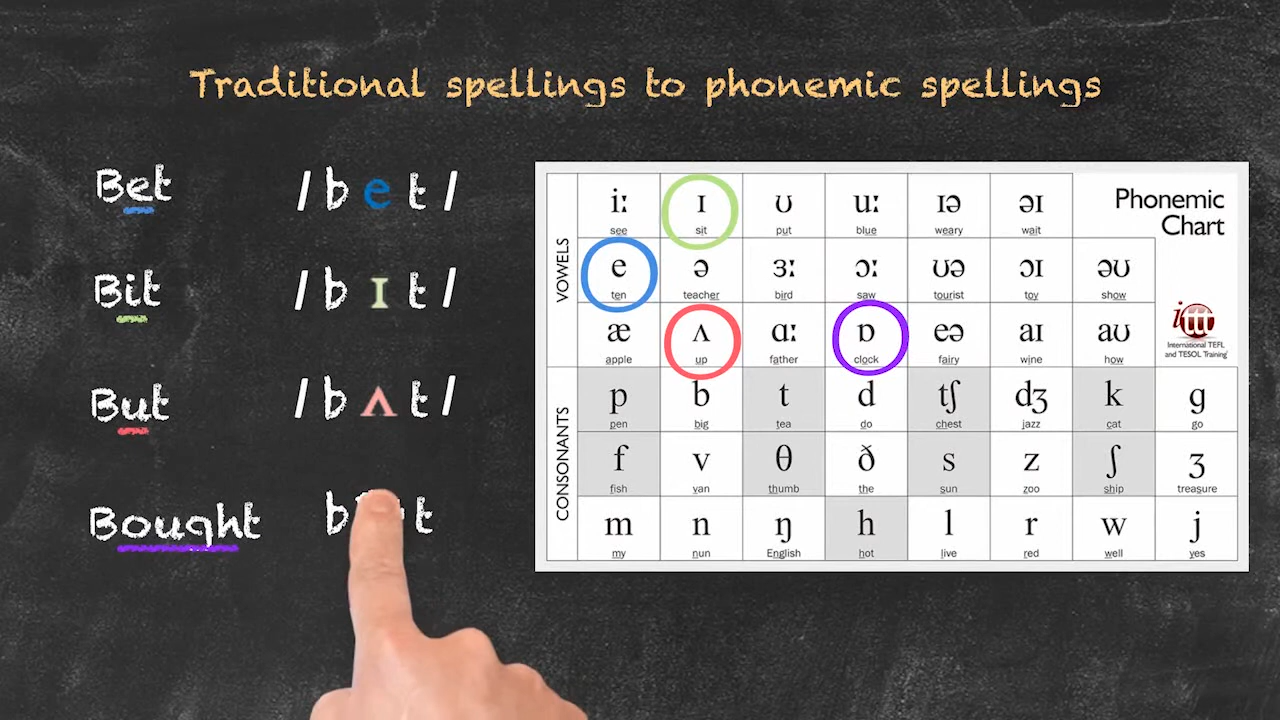 Traditional spellings to phonemic spellings
Bet /b e t/
Bit /b ɪ t/
But /b ʌ t/
Bought b t
Phonemic
Chart
VOWELS
iː ɪ ʊ uː ɪə əɪ
see sit put blue weary wait
e ə ɜː ɔː ʊə ɔɪ əʊ
ten teacher bird saw tourist toy show
æ ʌ ɑː ɒ eə aɪ aʊ
apple up father clock fairy wine how
ittt
International TEFL
and TESOL Training
CONSONANTS
p b t d tʃ dʒ k g
pen big tea do chest jazz cat go
f v θ ð s z ʃ ʒ
fish van thumb the sun zoo ship treasure
m n ŋ h l r w j
my nun English hot live red well yes